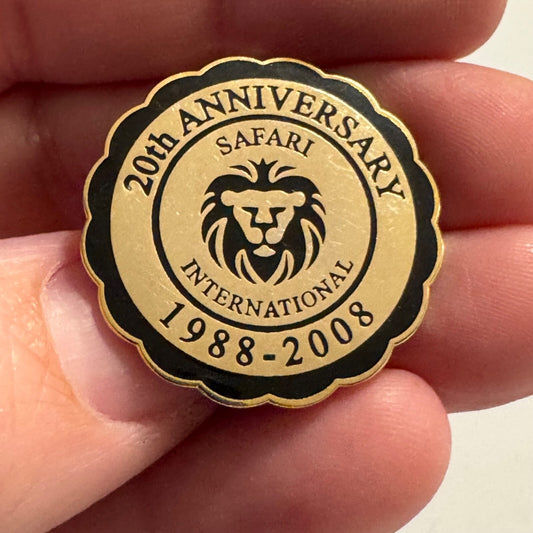 20th ANNIVERSARY
SAFARI
INTERNATIONAL
1988-2008